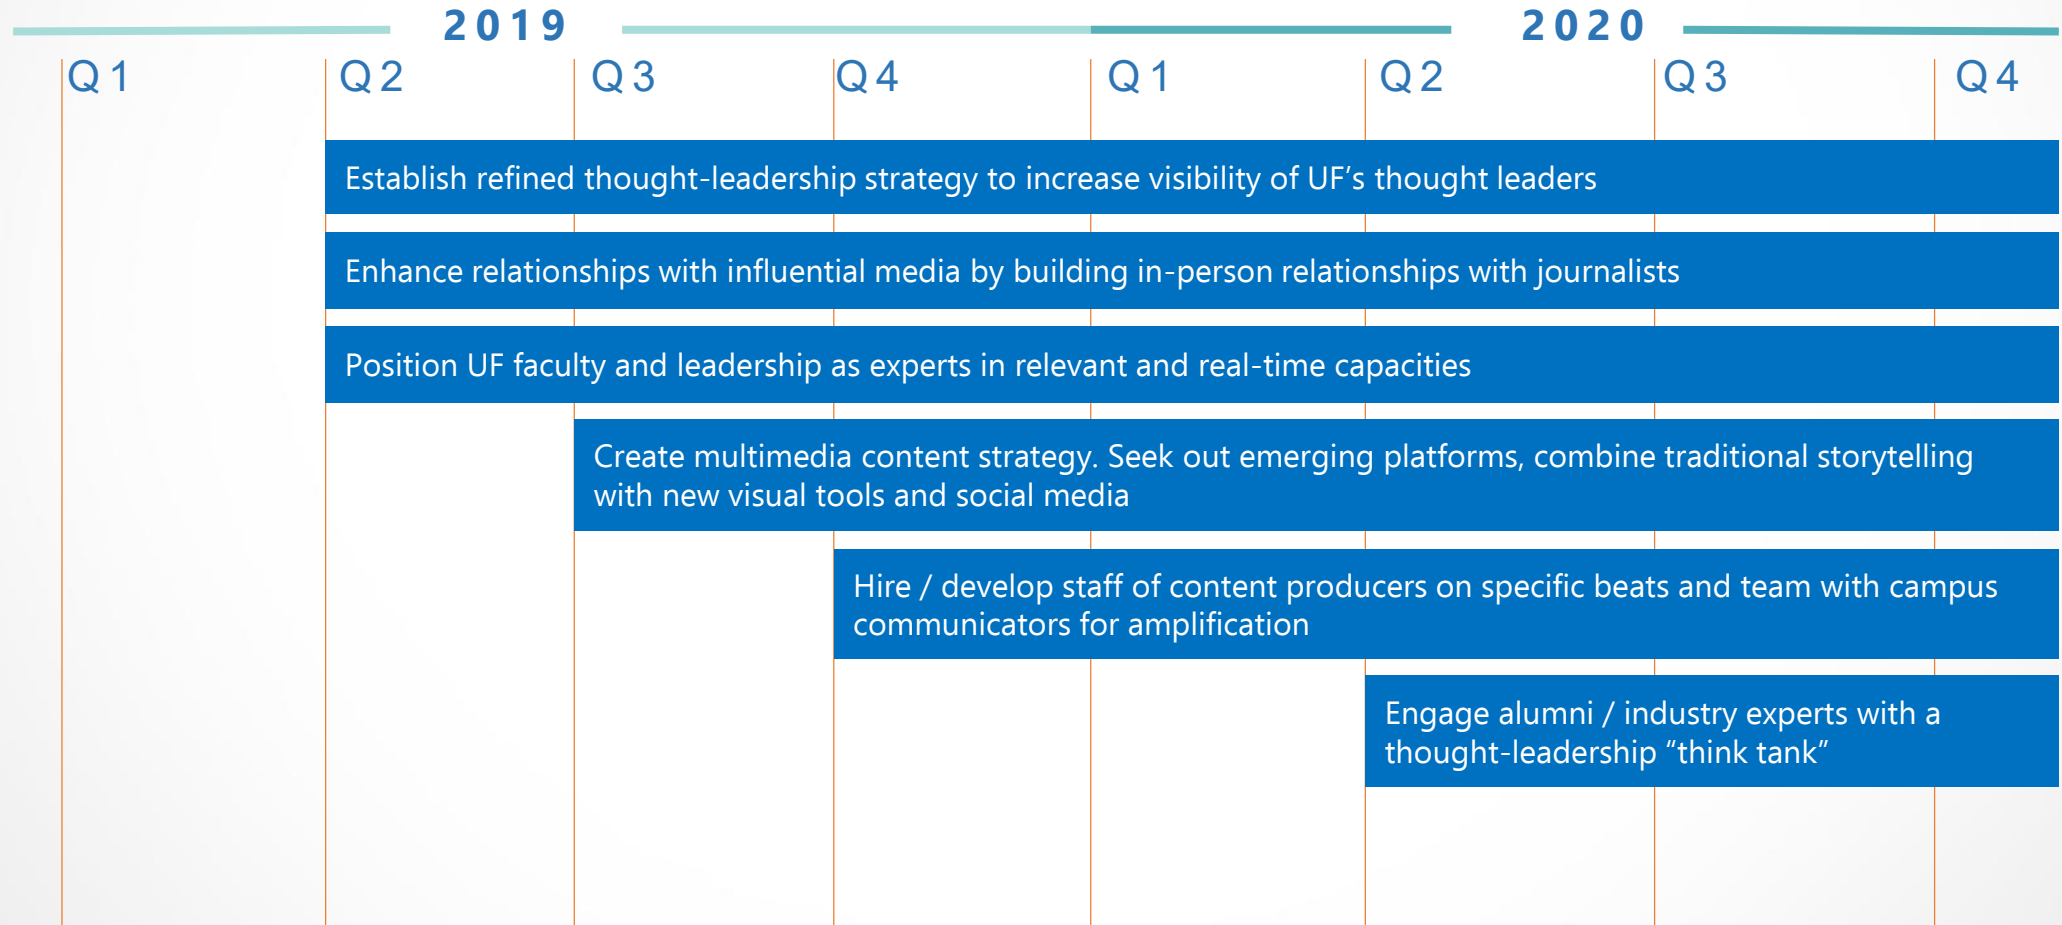 2019 2020
Q1 Q2 Q3 Q4 Q1 Q2 Q3 Q4
Establish refined thought-leadership strategy to increase visibility of UF’s thought leaders
Enhance relationships with influential media by building in-person relationships with journalists
Position UF faculty and leadership as experts in relevant and real-time capacities
Create multimedia content strategy. Seek out emerging platforms, combine traditional storytelling
with new visual tools and social media
Hire / develop staff of content producers on specific beats and team with campus
communicators for amplification
Engage alumni / industry experts with a
thought-leadership “think tank”